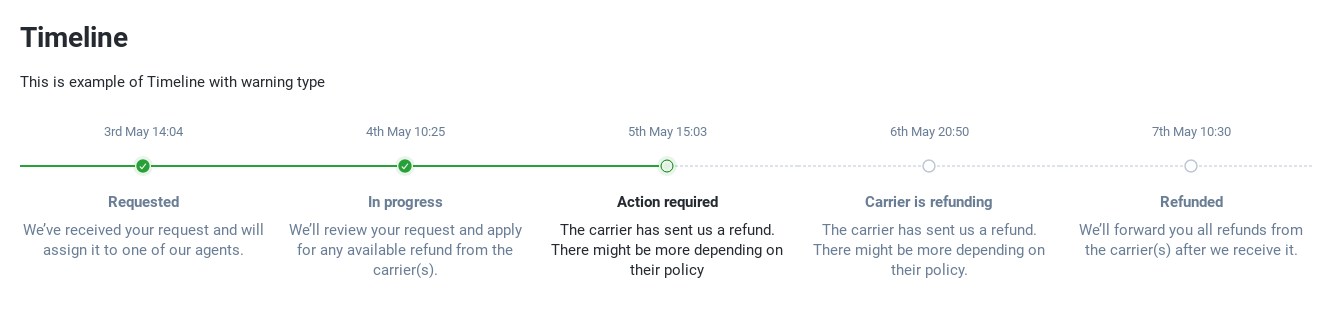 Timeline
This is example of Timeline with warning type
3rd May 14:04
4th May 10:25
5th May 15:03
6th May 20:50
7th May 10:30
Requested
We've received your request and will
assign it to one of our agents.
In progress
We'll review your request and apply
for any available refund from the
carrier(s).
Action required
The carrier has sent us a refund.
There might be more depending on
their policy
Carrier is refunding
The carrier has sent us a refund.
There might be more depending on
their policy.
Refunded
We'll forward you all refunds from
the carrier(s) after we receive it.